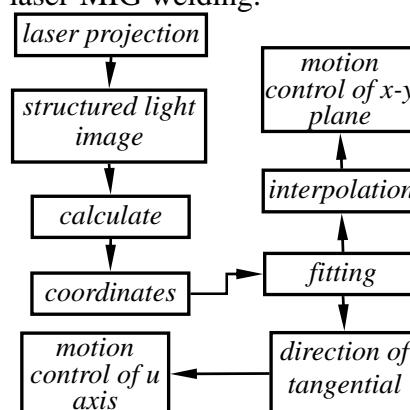 laser MIG welding.
laser projection
structured light
image
calculate
coordinates
motion
control of x-y
plane
interpolation
fitting
direction of
tangential
motion
control of u
axis